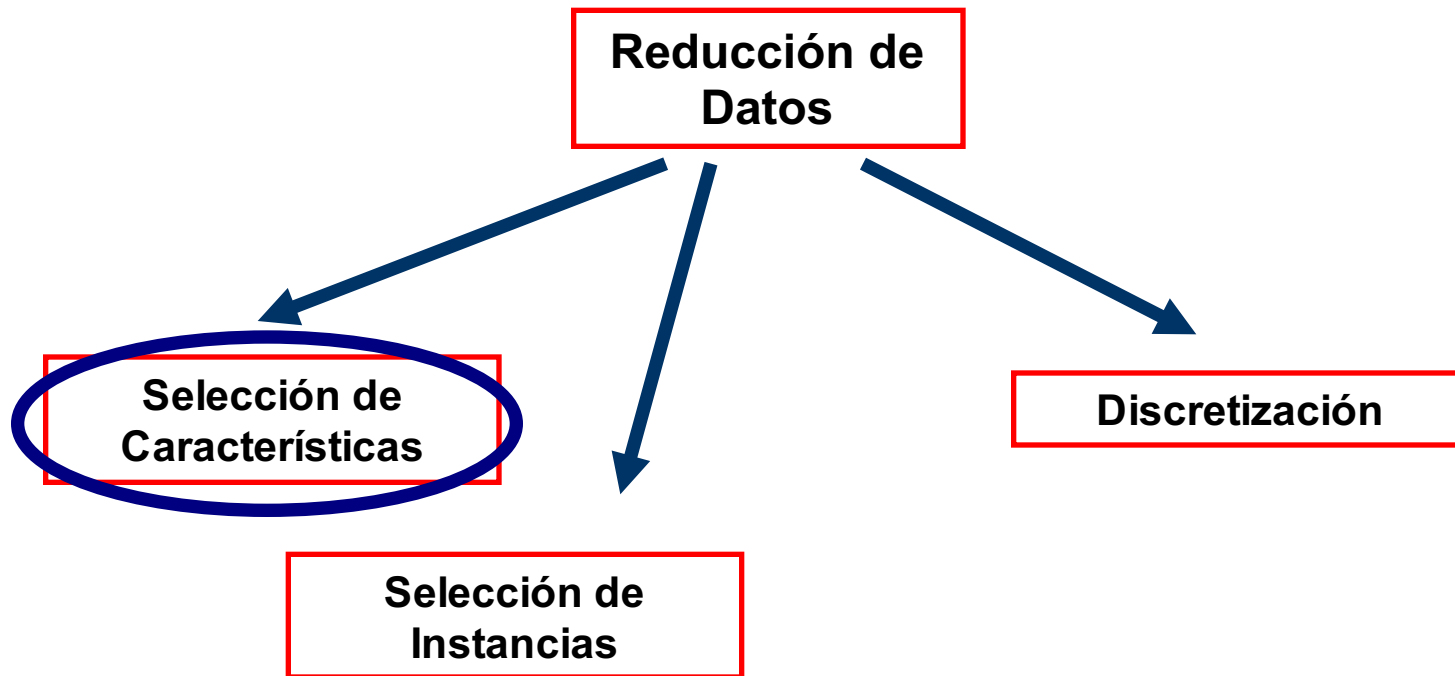 Reducción de
Datos
Selección de
Características
Discretización
Selección de
Instancias